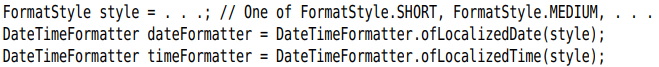 FormatStyle style = . . .; // One of FormatStyle.SHORT, FormatStyle.MEDIUM, . . .
DateTimeFormatter dateFormatter = DateTimeFormatter.ofLocalizedDate(style);
DateTimeFormatter timeFormatter = DateTimeFormatter.ofLocalizedTime(style);